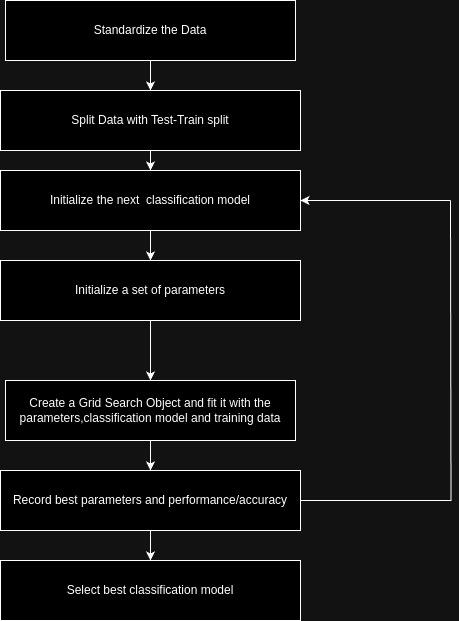 Standardize the Data
Split Data with Test-Train split
Initialize the next  classification model
Initialize a set of parameters
Create a Grid Search Object and fit it with the
parameters,classification model and training data
Record best parameters and performance/accuracy
Select best classification model